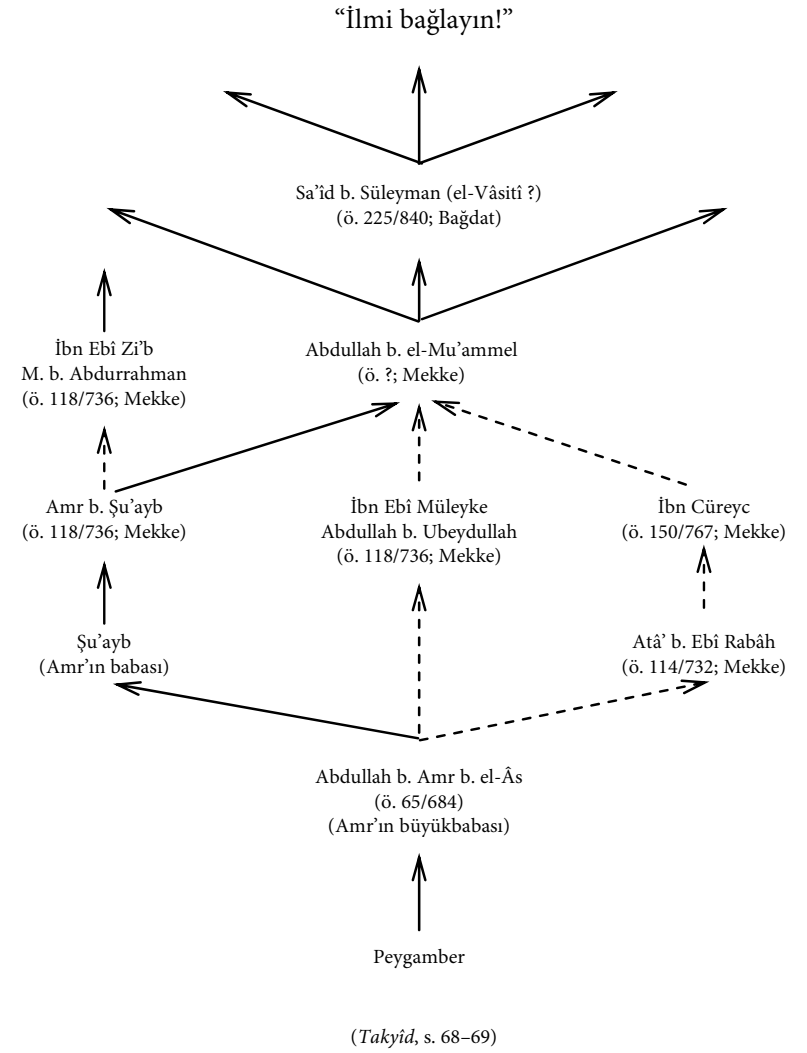 “İlmi bağlayın!”
Sa’îd b. Süleyman (el-Vâsitî ?)
(ö. 225/840; Bağdat)
İbn Ebî Zi’b
M. b. Abdurrahman
(ö. 118/736; Mekke)
Abdullah b. el-Mu’ammel
(ö. ?; Mekke)
Amr b. Şu’ayb
(ö. 118/736; Mekke)
İbn Ebî Müleyke
Abdullah b. Ubeydullah
(ö. 118/736; Mekke)
İbn Cüreyc
(ö. 150/767; Mekke)
Şu’ayb
(Amr’ın babası)
Atâ’ b. Ebî Rabâh
(ö. 114/732; Mekke)
Abdullah b. Amr b. el-Âs
(ö. 65/684)
(Amr’ın büyükbabası)
Peygamber
(Takyîd, s. 68–69)